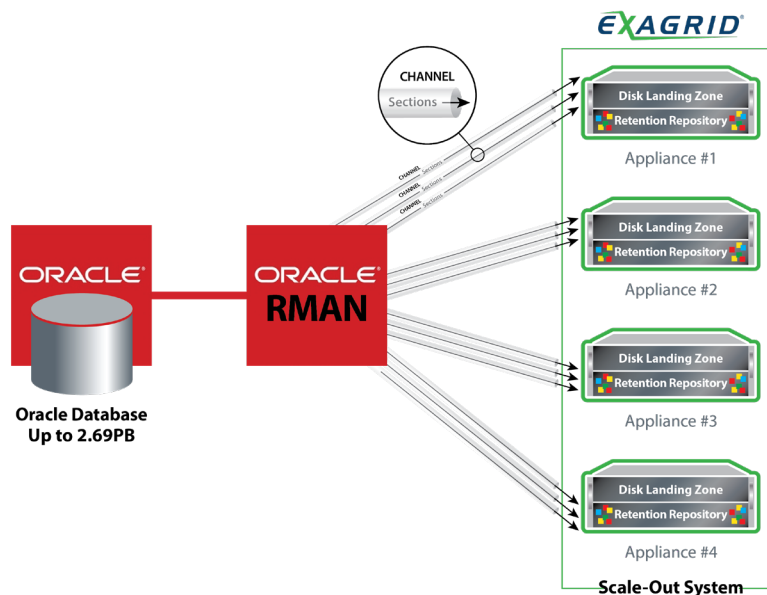 EXAGRID®
CHANNEL
Sections
Disk Landing Zone
Retention Repository
Appliance #1
CHANNEL Sections
CHANNEL Sections
CHANNEL Sections
Disk Landing Zone
Retention Repository
Appliance #2
ORACLE®
ORACLE®
RMAN
Disk Landing Zone
Retention Repository
Appliance #3
Oracle Database
Up to 2.69PB
Disk Landing Zone
Retention Repository
Appliance #4
Scale-Out System